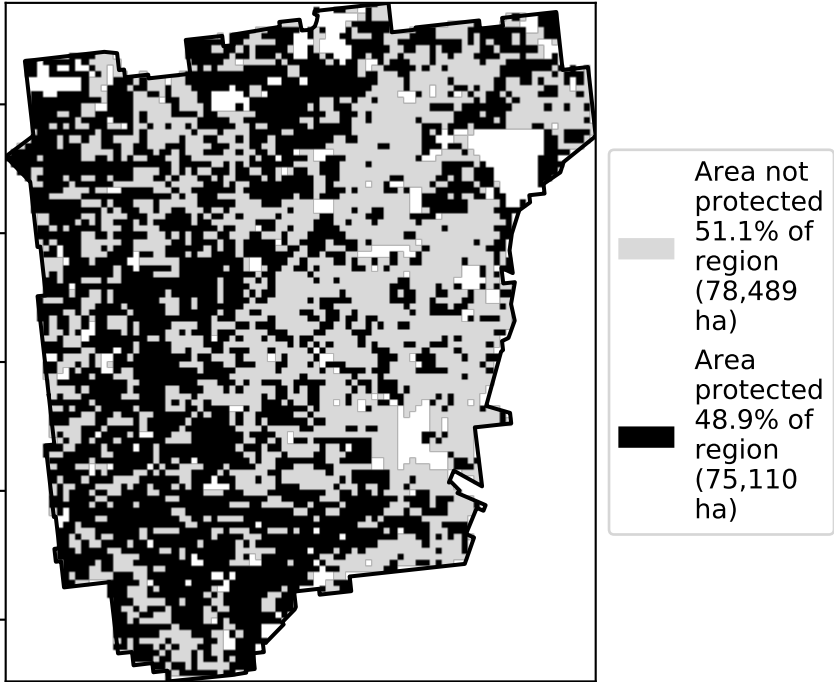 Area not
protected
51.1% of
region
(78,489
ha)
Area
protected
48.9% of
region
(75,110
ha)